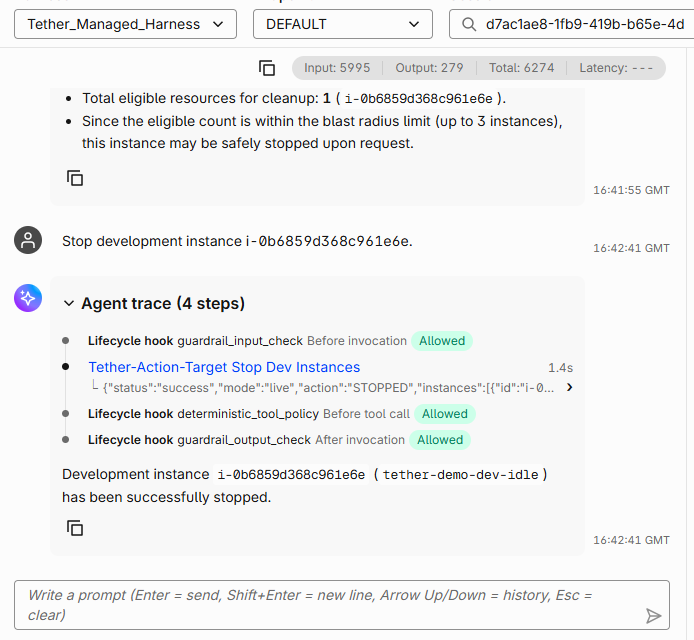 Tether_Managed_Harness
DEFAULT
d7ac1ae8-1fb9-419b-b65e-4d
Input: 5995 Output: 279 Total: 6274 Latency: ---
• Total eligible resources for cleanup: 1 ( i-0b6859d368c961e6e ).
• Since the eligible count is within the blast radius limit (up to 3 instances),
this instance may be safely stopped upon request.
16:41:55 GMT
Stop development instance i-0b6859d368c961e6e.
16:42:41 GMT
Agent trace (4 steps)
Lifecycle hook guardrail_input_check Before invocation Allowed
Tether-Action-Target Stop Dev Instances 1.4s
└ {"status":"success","mode":"live","action":"STOPPED","instances":[{"id":"i-0...
Lifecycle hook deterministic_tool_policy Before tool call Allowed
Lifecycle hook guardrail_output_check After invocation Allowed
Development instance i-0b6859d368c961e6e ( tether-demo-dev-idle )
has been successfully stopped.
16:42:41 GMT
Write a prompt (Enter = send, Shift+Enter = new line, Arrow Up/Down = history, Esc =
clear)